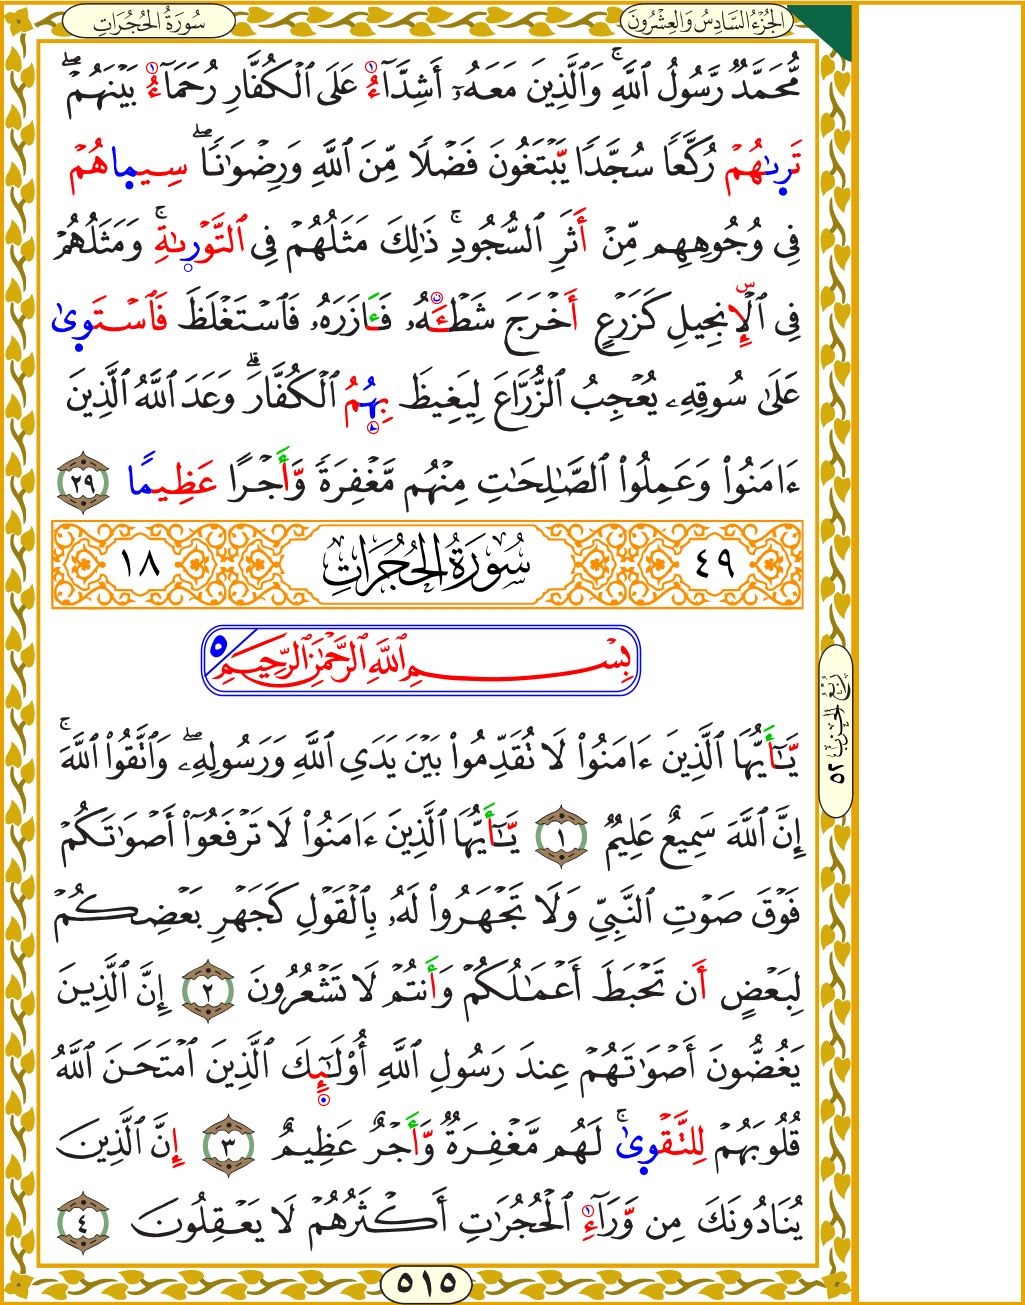 سُورَةُ الحُجُرَاتِ
الجُزْءُ السَّادِسُ وَالعِشْرُونَ
مُّحَمَّدٌ رَّسُولُ ٱللَّهِۚ وَٱلَّذِينَ مَعَهُۥٓ أَشِدَّآءُ عَلَى ٱلۡكُفَّارِ رُحَمَآءُ بَيۡنَهُمۡۖ
تَرىٰهُمۡ رُكَّعٗا سُجَّدٗا يَبۡتَغُونَ فَضۡلٗا مِّنَ ٱللَّهِ وَرِضۡوَٰنٗاۖ سِيمَاهُمۡ
فِي وُجُوهِهِم مِّنۡ أَثَرِ ٱلسُّجُودِۚ ذَٰلِكَ مَثَلُهُمۡ فِي ٱلتَّوۡرىٰةِۚ وَمَثَلُهُمۡ
فِي ٱلۡإِنجِيلِ كَزَرۡعٍ أَخۡرَجَ شَطۡـَٔهُۥ فَـَٔازَرَهُۥ فَٱسۡتَغۡلَظَ فَٱسۡتَوىٰ
عَلَىٰ سُوقِهِۦ يُعۡجِبُ ٱلزُّرَّاعَ لِيَغِيظَ بِهُمُ ٱلۡكُفَّارَۗ وَعَدَ ٱللَّهُ ٱلَّذِينَ
ءَامَنُواْ وَعَمِلُواْ ٱلصَّٰلِحَٰتِ مِنۡهُم مَّغۡفِرَةٗ وَّأَجۡرًا عَظِيمٗا ٢٩
٤٩ سُورَةُ الحُجُرَاتِ ١٨
بِسۡمِ ٱللَّهِ ٱلرَّحۡمَٰنِ ٱلرَّحِيمِ ٥
يَّٰٓأَيُّهَا ٱلَّذِينَ ءَامَنُواْ لَا تُقَدِّمُواْ بَيۡنَ يَدَيِ ٱللَّهِ وَرَسُولِهِۦۖ وَٱتَّقُواْ ٱللَّهَۚ
إِنَّ ٱللَّهَ سَمِيعٌ عَلِيمٞ ١ يَّٰٓأَيُّهَا ٱلَّذِينَ ءَامَنُواْ لَا تَرۡفَعُوٓاْ أَصۡوَٰتَكُمۡ
فَوۡقَ صَوۡتِ ٱلنَّبِيِّ وَلَا تَجۡهَرُواْ لَهُۥ بِٱلۡقَوۡلِ كَجَهۡرِ بَعۡضِكُمۡ
لِبَعۡضٍ أَن تَحۡبَطَ أَعۡمَٰلُكُمۡ وَأَنتُمۡ لَا تَشۡعُرُونَ ٢ إِنَّ ٱلَّذِينَ
يَغُضُّونَ أَصۡوَٰتَهُمۡ عِندَ رَسُولِ ٱللَّهِ أُوْلَٰٓئِكَ ٱلَّذِينَ ٱمۡتَحَنَ ٱللَّهُ
قُلُوبَهُمۡ لِلتَّقۡوىٰۚ لَهُم مَّغۡفِرَةٞ وَّأَجۡرٌ عَظِيمٌ ٣ إِنَّ ٱلَّذِينَ
يُنَادُونَكَ مِن وَّرَآءِ ٱلۡحُجُرَٰتِ أَكۡثَرُهُمۡ لَا يَعۡقِلُونَ ٤
رُبُعُ الحِزْب ٥٢
٥١٥